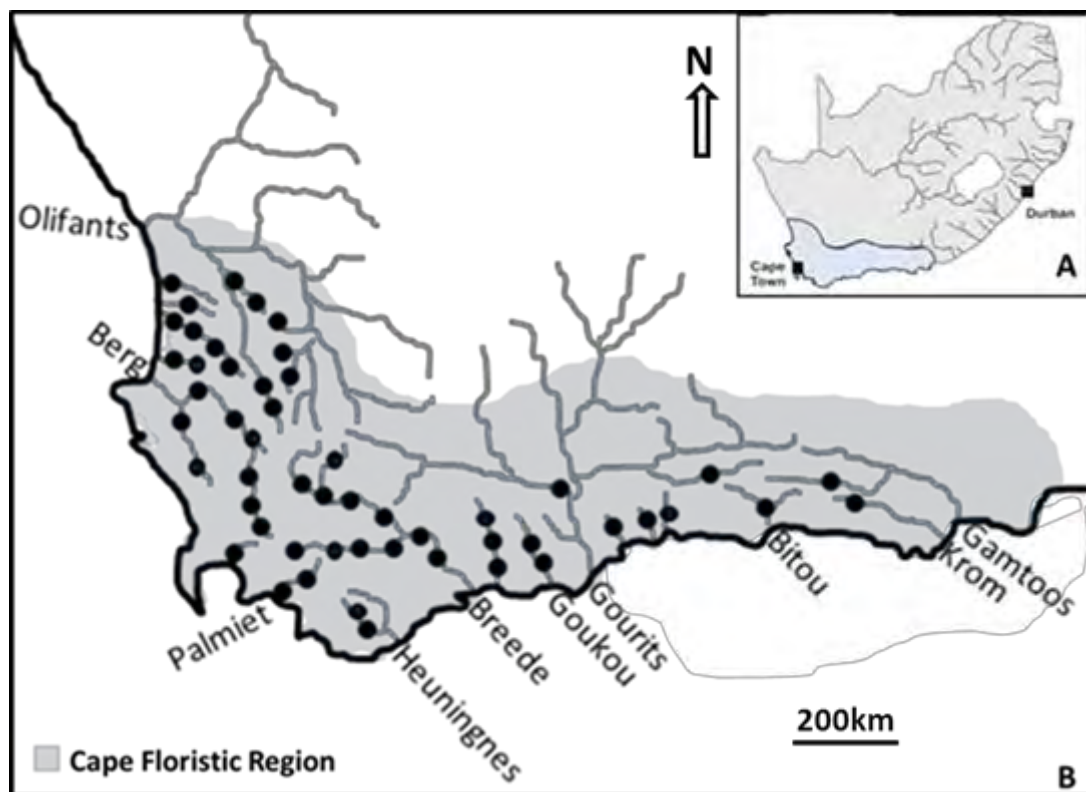 N
Durban
Cape
Town
A
Olifants
Berg
Palmiet
Heuningnes
Breede
Goukou
Gourits
Bitou
Krom
Gamtoos
200km
Cape Floristic Region
B